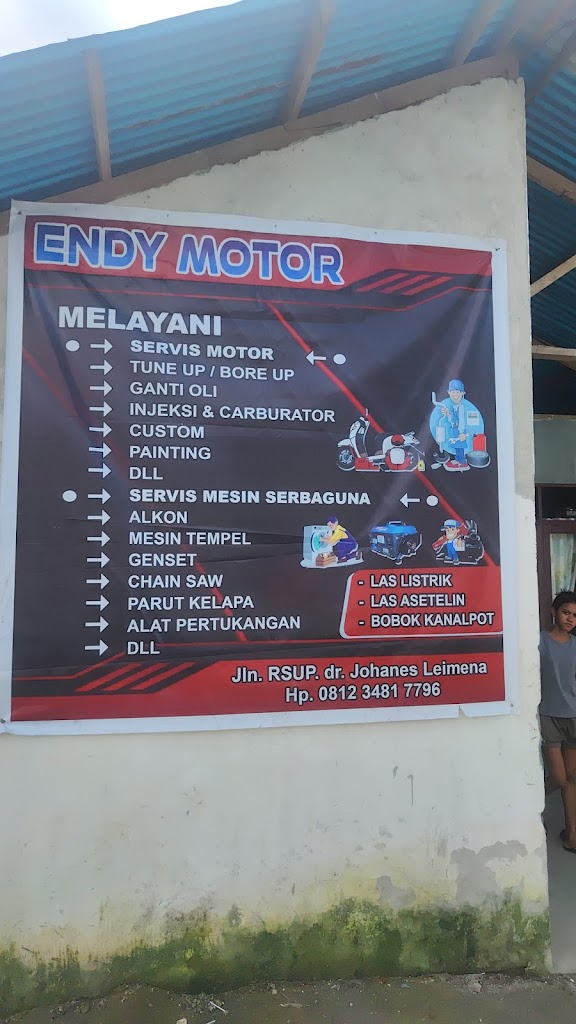 ENDY MOTOR
MELAYANI
SERVIS MOTOR
TUNE UP / BORE UP
GANTI OLI
INJEKSI & CARBURATOR
CUSTOM
PAINTING
DLL
SERVIS MESIN SERBAGUNA
ALKON
MESIN TEMPEL
GENSET
CHAIN SAW
PARUT KELAPA
ALAT PERTUKANGAN
DLL
- LAS LISTRIK
- LAS ASETELIN
- BOBOK KANALPOT
Jln. RSUP. dr. Johanes Leimena
Hp. 0812 3481 7796